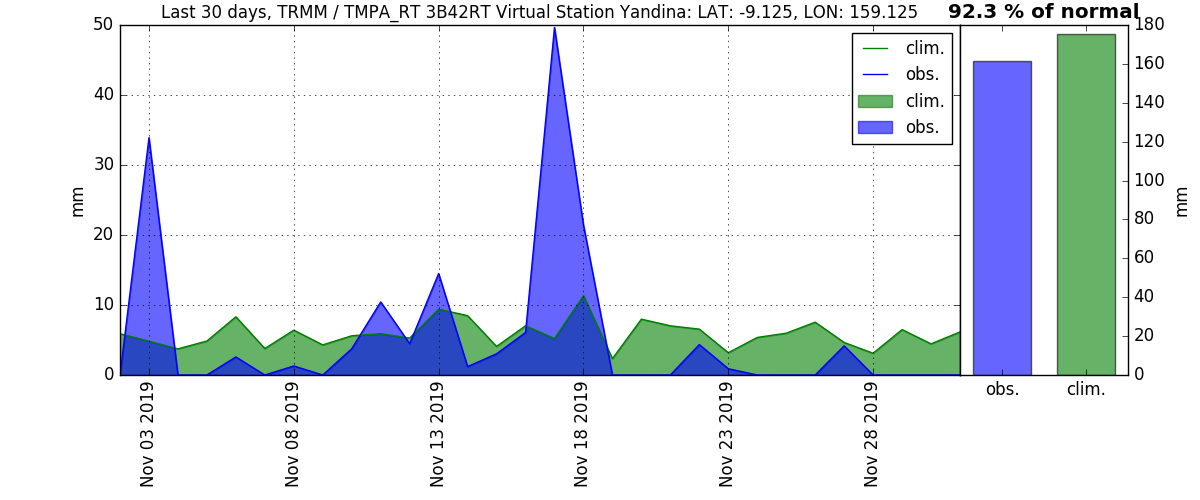 Last 30 days, TRMM / TMPA_RT 3B42RT Virtual Station Yandina: LAT: -9.125, LON: 159.125
92.3 % of normal
50
40
30
20
10
0
mm
clim.
obs.
clim.
obs.
Nov 03 2019
Nov 08 2019
Nov 13 2019
Nov 18 2019
Nov 23 2019
Nov 28 2019
180
160
140
120
100
80
60
40
20
0
mm
obs.
clim.